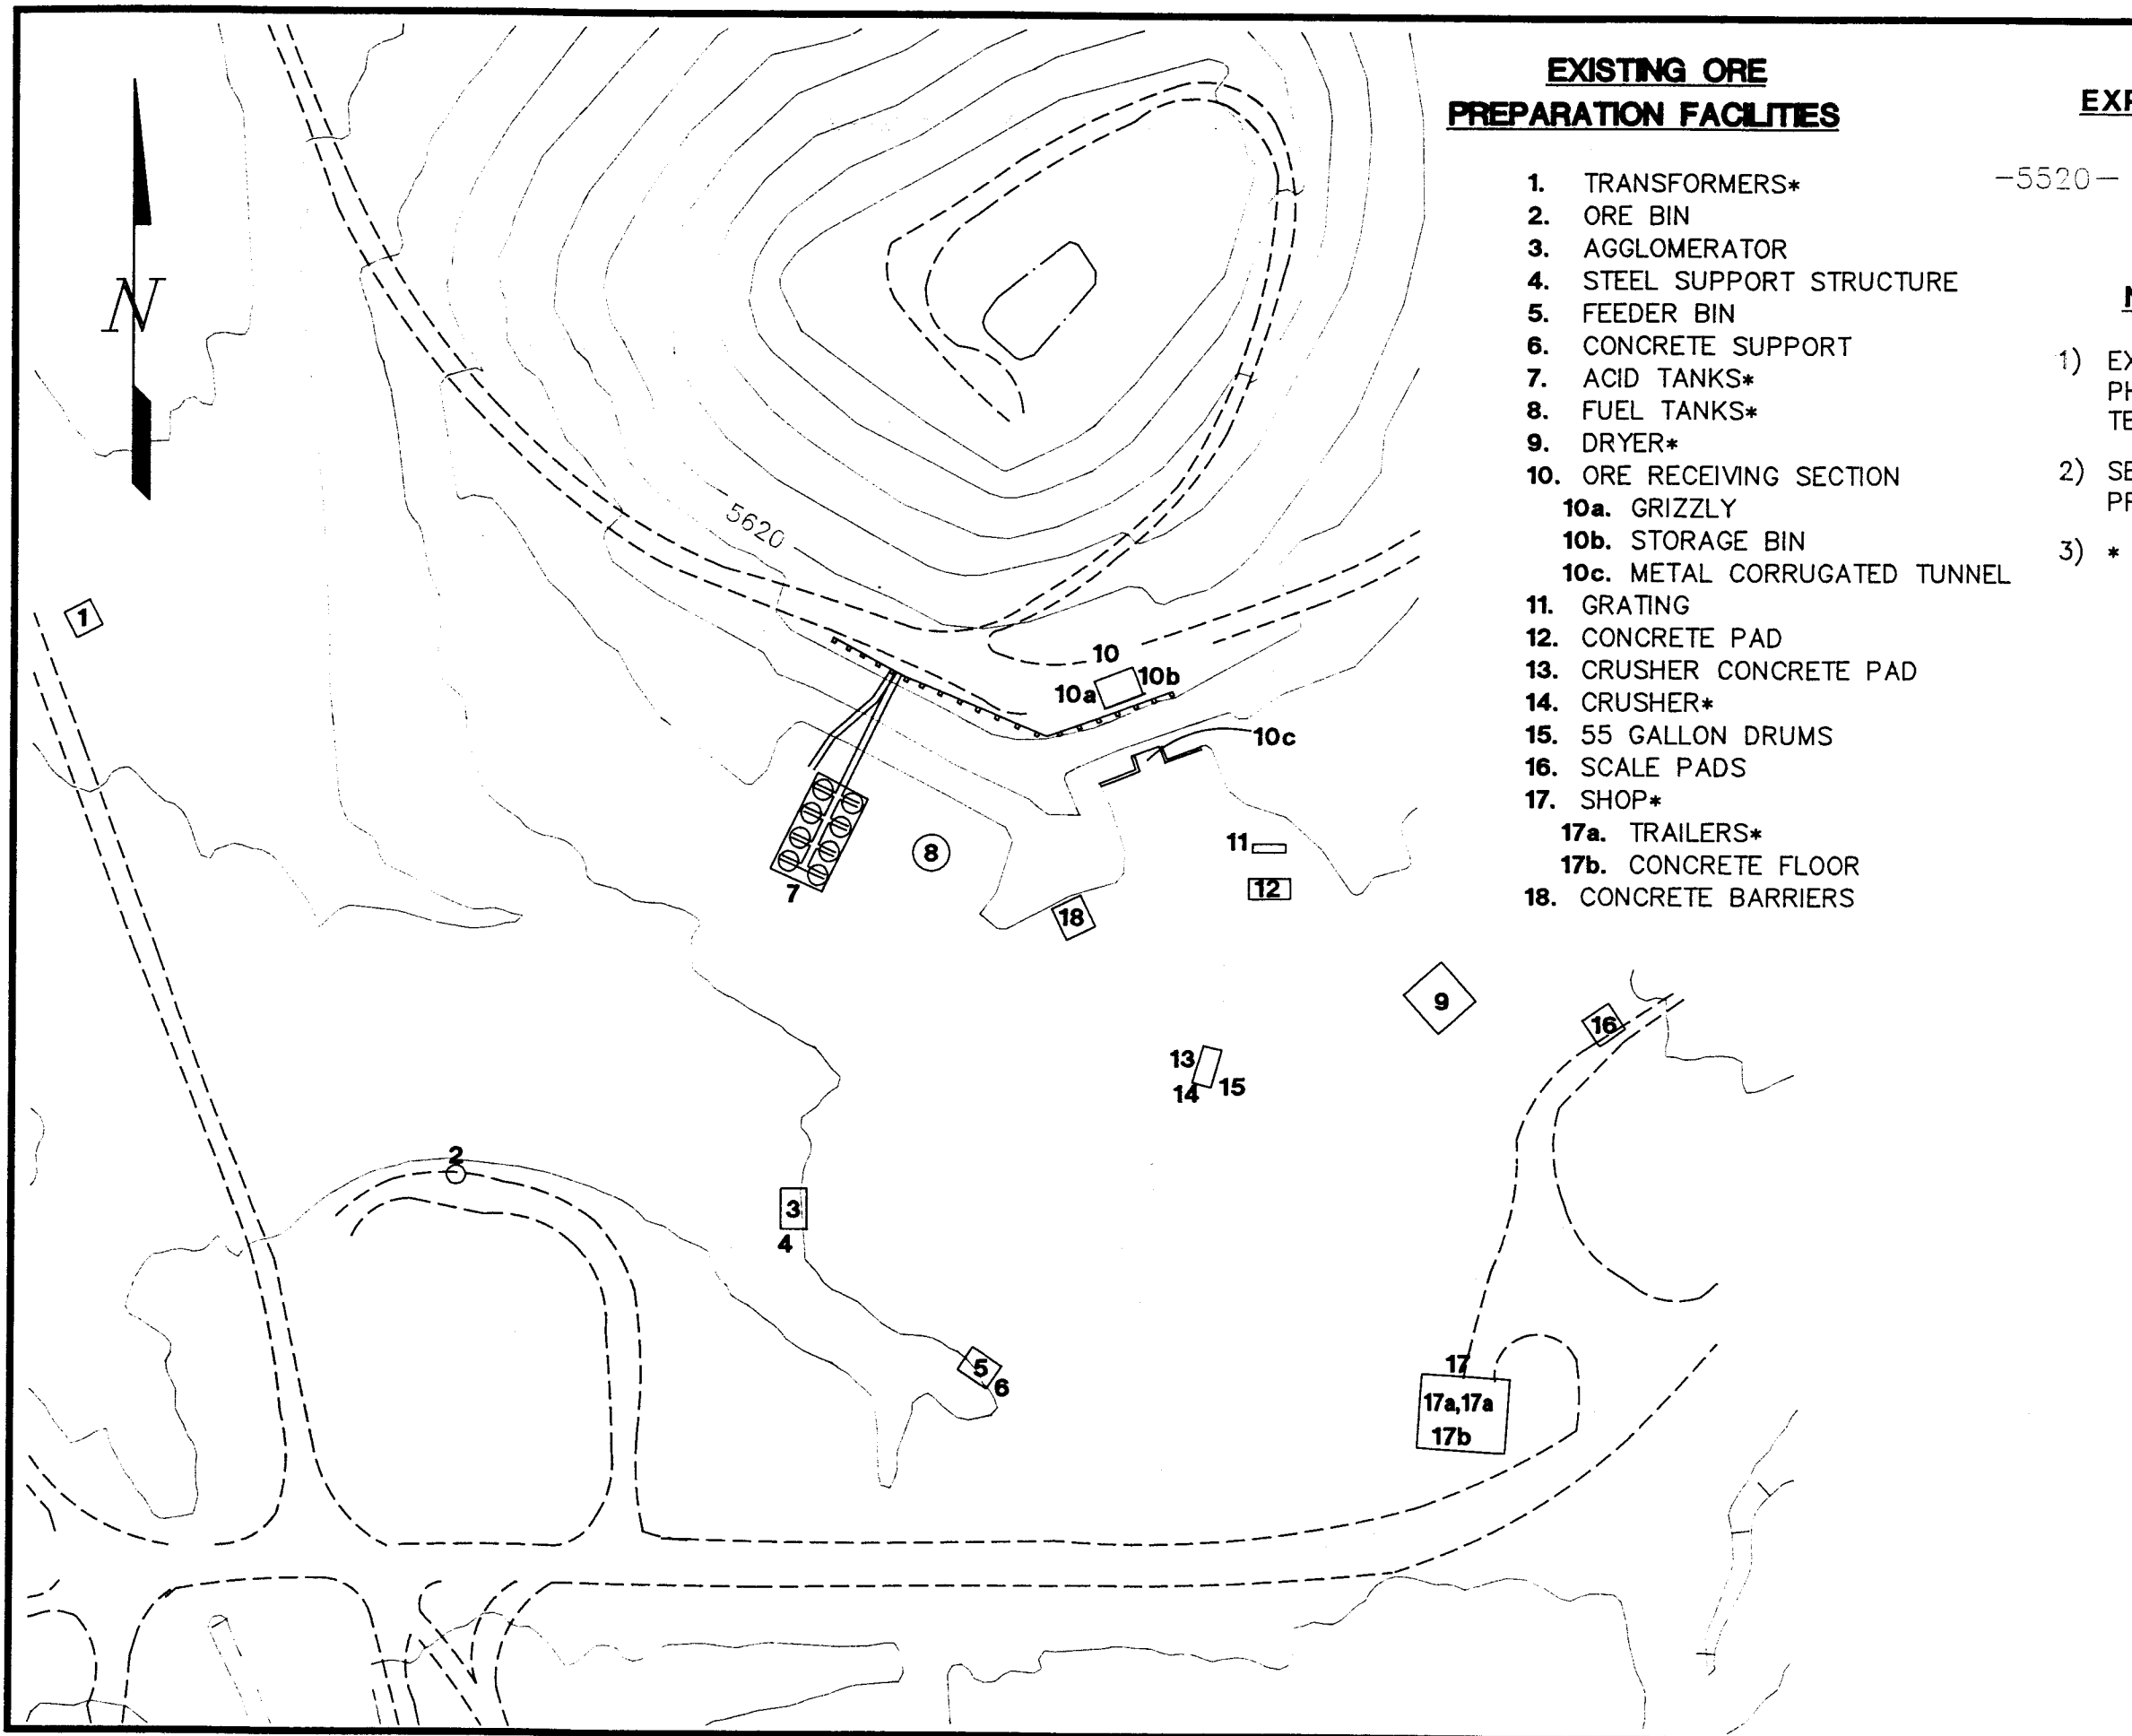 EXISTING ORE
PREPARATION FACILITIES
1. TRANSFORMERS*
2. ORE BIN
3. AGGLOMERATOR
4. STEEL SUPPORT STRUCTURE
5. FEEDER BIN
6. CONCRETE SUPPORT
7. ACID TANKS*
8. FUEL TANKS*
9. DRYER*
10. ORE RECEIVING SECTION
10a. GRIZZLY
10b. STORAGE BIN
10c. METAL CORRUGATED TUNNEL
11. GRATING
12. CONCRETE PAD
13. CRUSHER CONCRETE PAD
14. CRUSHER*
15. 55 GALLON DRUMS
16. SCALE PADS
17. SHOP*
17a. TRAILERS*
17b. CONCRETE FLOOR
18. CONCRETE BARRIERS
-5520-
1)
2)
3) *
N
5620
1
10
10a
10b
10c
7
8
11
12
18
9
16
13
14
15
2
3
4
5
6
17
17a,17a
17b